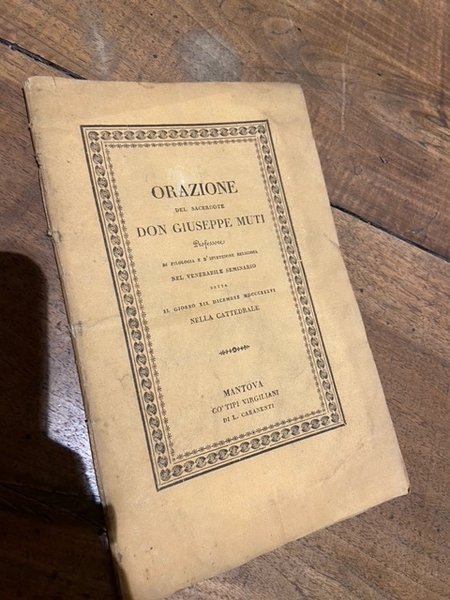 ORAZIONE
DEL SACERDOTE
DON GIUSEPPE MUTI
Professore
DI FILOLOGIA E D' ISTRUZIONE RELIGIOSA
NEL VENERABILE SEMINARIO
DETTA
IL GIORNO XIX DICEMBRE MDCCCXXXVI
NELLA CATTEDRALE
MANTOVA
CO' TIPI VIRGILIANI
DI L. CARANENTI